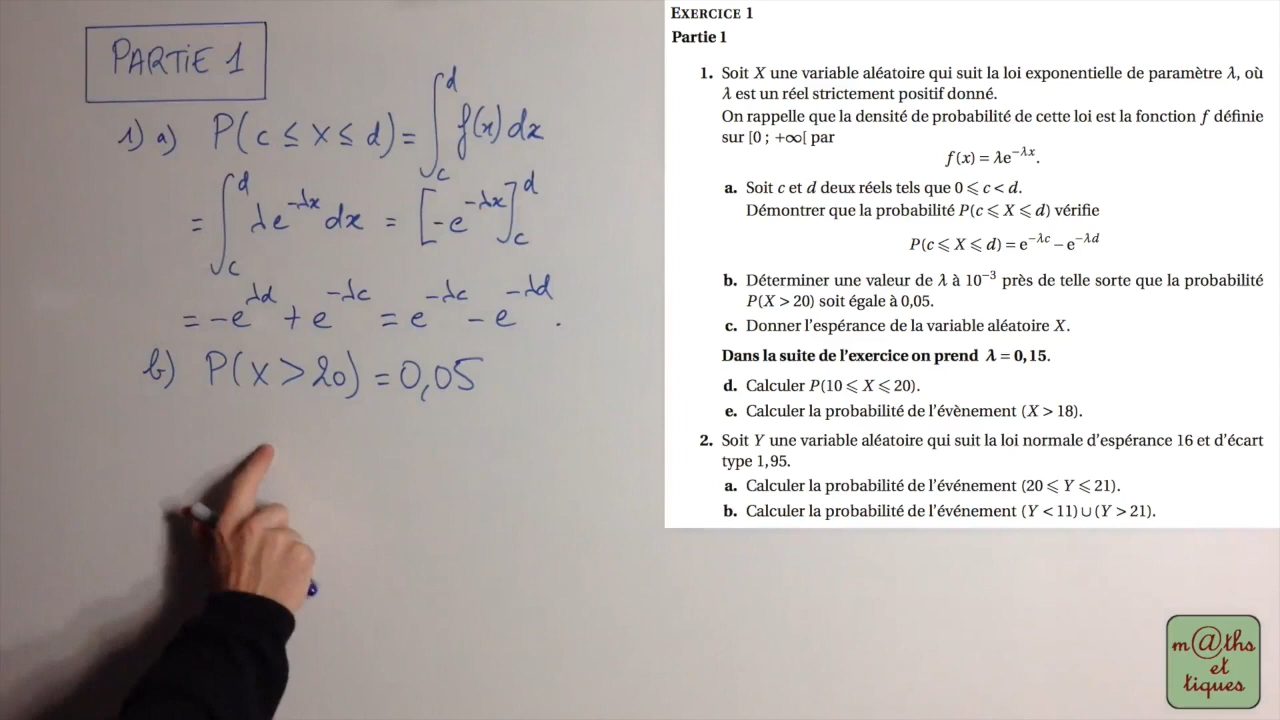 PARTIE 1
1) a) P(c ≤ X ≤ d) = ∫_c^d f(x) dx
= ∫_c^d λe^{-λx} dx = [-e^{-λx}]_c^d
= -e^{λd} + e^{-λc} = e^{-λc} - e^{-λd} .
b) P(X > 20) = 0,05
EXERCICE 1
Partie 1
1. Soit X une variable aléatoire qui suit la loi exponentielle de paramètre λ, où
λ est un réel strictement positif donné.
On rappelle que la densité de probabilité de cette loi est la fonction f définie
sur [0 ; +∞[ par
f(x) = λe^{-λx}.
a. Soit c et d deux réels tels que 0 ⩽ c < d.
Démontrer que la probabilité P(c ⩽ X ⩽ d) vérifie
P(c ⩽ X ⩽ d) = e^{-λc} – e^{-λd}
b. Déterminer une valeur de λ à 10^{-3} près de telle sorte que la probabilité
P(X > 20) soit égale à 0,05.
c. Donner l'espérance de la variable aléatoire X.
Dans la suite de l'exercice on prend λ = 0,15.
d. Calculer P(10 ⩽ X ⩽ 20).
e. Calculer la probabilité de l'évènement (X > 18).
2. Soit Y une variable aléatoire qui suit la loi normale d'espérance 16 et d'écart
type 1,95.
a. Calculer la probabilité de l'événement (20 ⩽ Y ⩽ 21).
b. Calculer la probabilité de l'événement (Y < 11) ∪ (Y > 21).
m@ths
et
tiques